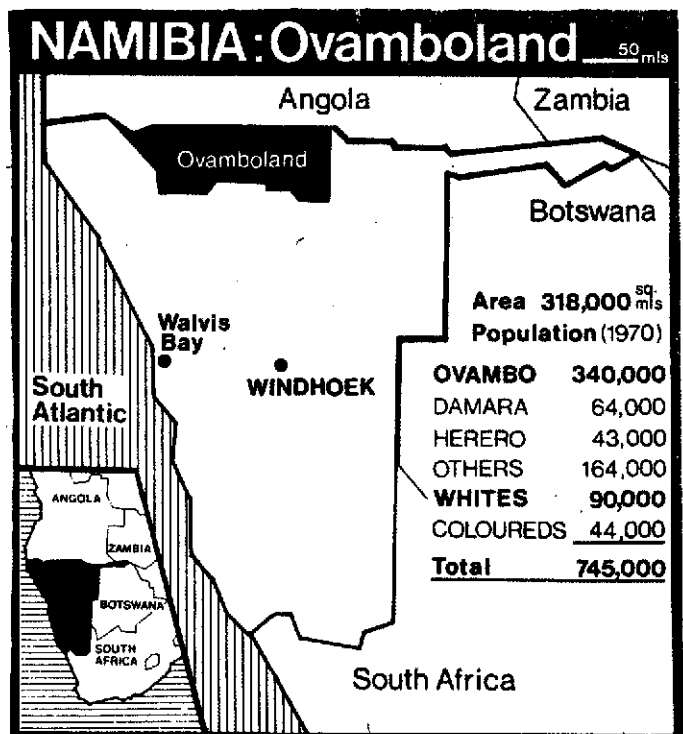 NAMIBIA: Ovamboland 50 mls
Angola
Zambia
Ovamboland
Botswana
Area 318,000 sq. mls
Population (1970)
Walvis
Bay
WINDHOEK
OVAMBO 340,000
DAMARA 64,000
HERERO 43,000
OTHERS 164,000
WHITES 90,000
COLOUREDS 44,000
Total 745,000
South
Atlantic
ANGOLA
ZAMBIA
BOTSWANA
SOUTH
AFRICA
South Africa